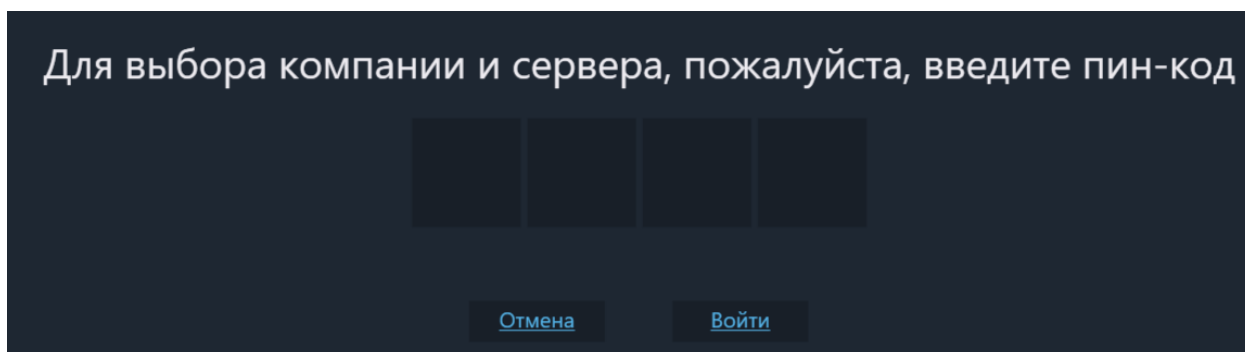 Для выбора компании и сервера, пожалуйста, введите пин-код
Отмена
Войти